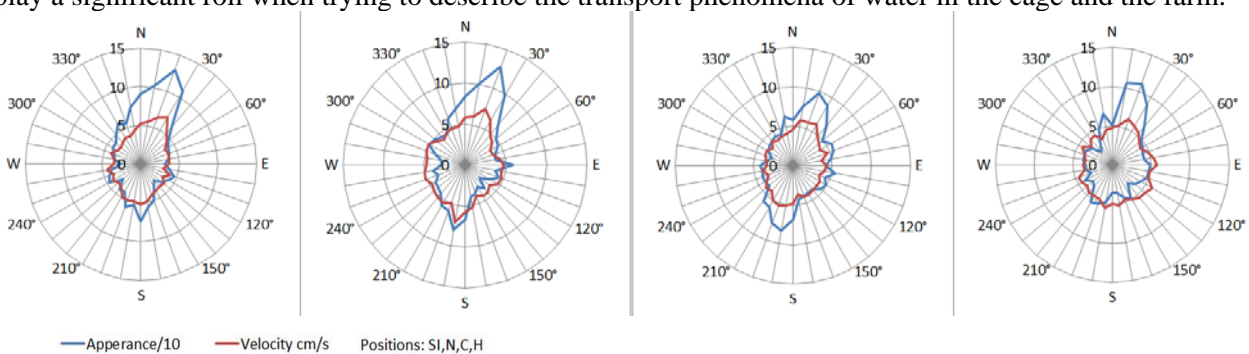 play a significant roll when trying to describe the transport phenomena of water in the cage and the farm.
N
330° 15 30°
300° 10 60°
5
W 0 E
240° 120°
210° 150°
S
N
330° 15 30°
300° 10 60°
5
W 0 E
240° 120°
210° 150°
S
N
330° 15 30°
300° 10 60°
5
W 0 E
240° 120°
210° 150°
S
N
330° 15 30°
300° 10 60°
5
W 0 E
240° 120°
210° 150°
S
Apperance/10 Velocity cm/s Positions: SI,N,C,H